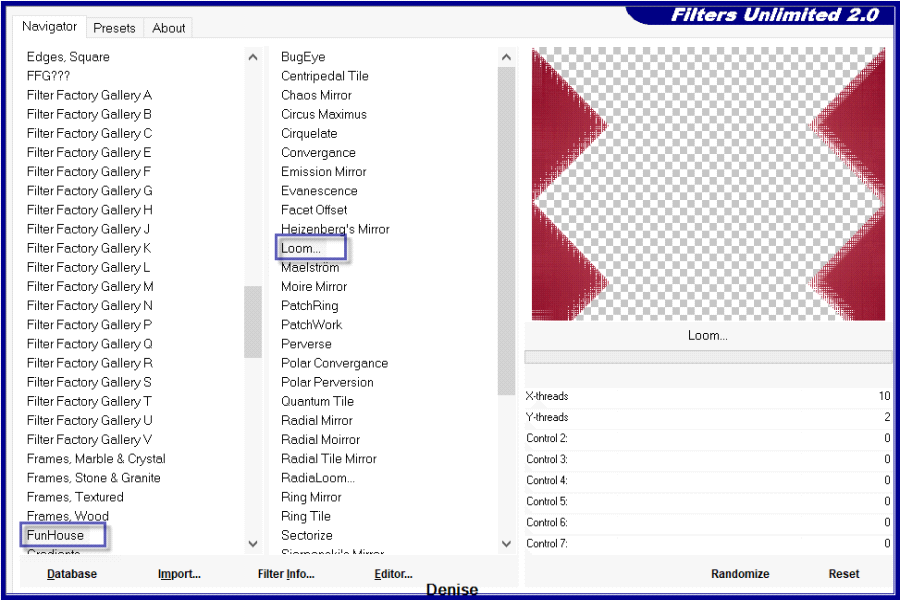 Filters Unlimited 2.0
Navigator
Presets
About
Edges, Square
FFG???
Filter Factory Gallery A
Filter Factory Gallery B
Filter Factory Gallery C
Filter Factory Gallery E
Filter Factory Gallery F
Filter Factory Gallery G
Filter Factory Gallery H
Filter Factory Gallery J
Filter Factory Gallery K
Filter Factory Gallery L
Filter Factory Gallery M
Filter Factory Gallery N
Filter Factory Gallery P
Filter Factory Gallery Q
Filter Factory Gallery R
Filter Factory Gallery S
Filter Factory Gallery T
Filter Factory Gallery U
Filter Factory Gallery V
Frames, Marble & Crystal
Frames, Stone & Granite
Frames, Textured
Frames, Wood
FunHouse
Gradients
BugEye
Centripedal Tile
Chaos Mirror
Circus Maximus
Cirquelate
Convergance
Emission Mirror
Evanescence
Facet Offset
Heizenberg's Mirror
Loom...
Maelström
Moire Mirror
PatchRing
PatchWork
Perverse
Polar Convergance
Polar Perversion
Quantum Tile
Radial Mirror
Radial Moirror
Radial Tile Mirror
RadiaLoom...
Ring Mirror
Ring Tile
Sectorize
Sierpenski's Mirror
Loom...
X-threads 10
Y-threads 2
Control 2: 0
Control 3: 0
Control 4: 0
Control 5: 0
Control 6: 0
Control 7: 0
Database
Import...
Filter Info...
Editor...
Randomize
Reset
Denise